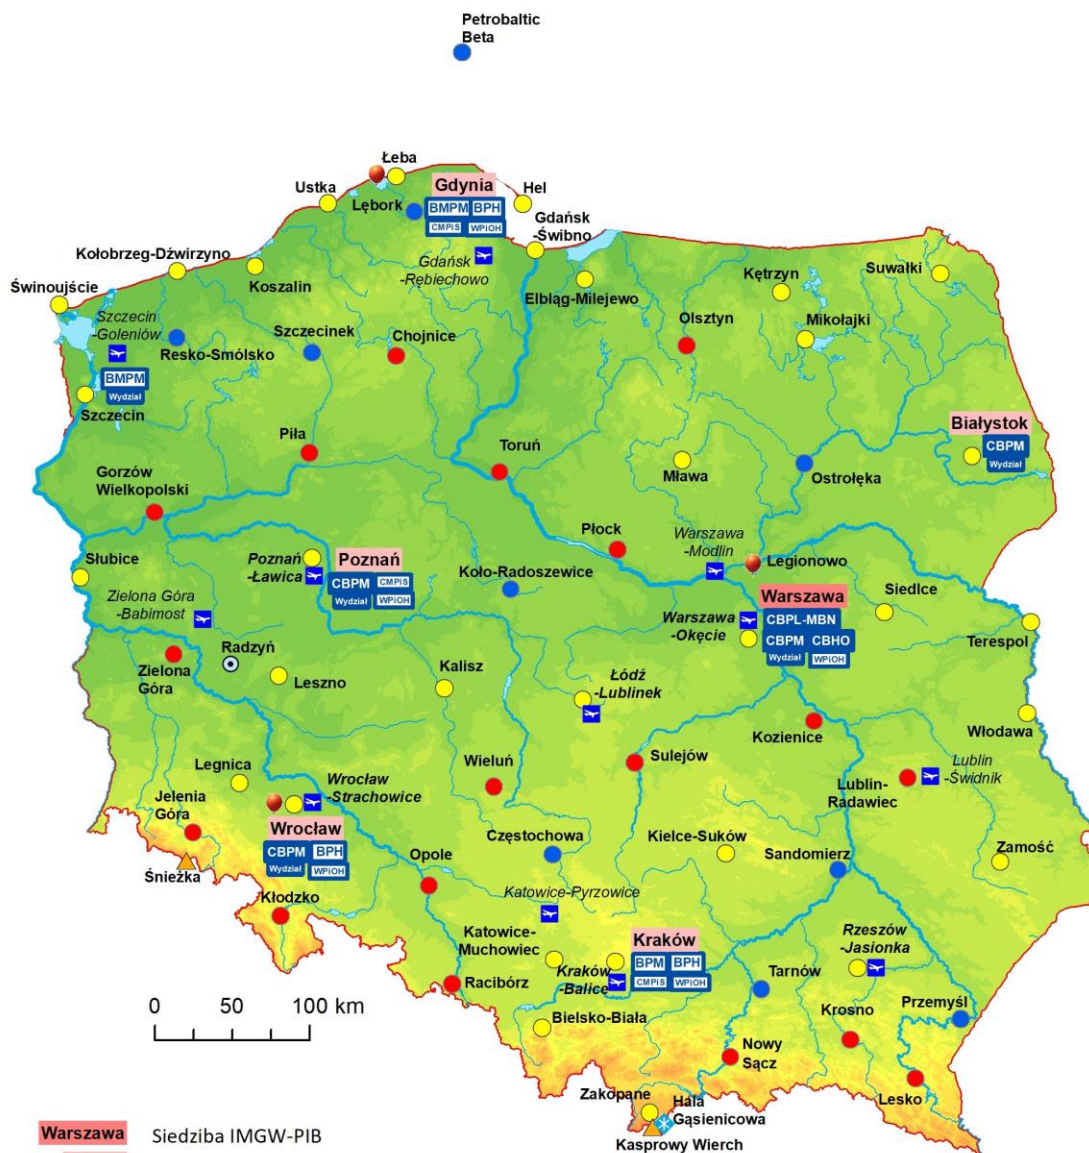 Petrobaltic
Beta
Łeba
Ustka
Gdynia
Hel
Lębork
BMPM BPH
CMPiS WPiOH
Gdańsk
-Świbno
Kołobrzeg-Dźwirzyno
Gdańsk
-Rębiechowo
Koszalin
Elbląg-Milejewo
Kętrzyn
Suwałki
Świnoujście
Szczecin
-Goleniów
Resko-Smólsko
Szczecinek
Chojnice
Olsztyn
Mikołajki
BMPM
Wydział
Szczecin
Piła
Toruń
Mława
Ostrołęka
Białystok
CBPM
Wydział
Gorzów
Wielkopolski
Płock
Warszawa
-Modlin
Legionowo
Słubice
Poznań
-Ławica
Poznań
CBPM CMPiS
Wydział WPiOH
Koło-Radoszewice
Zielona Góra
-Babimost
Warszawa
-Okęcie
Warszawa
CBPL-MBN
CBPM CBHO
Wydział WPiOH
Siedlce
Terespol
Radzyń
Zielona
Góra
Leszno
Kalisz
Łódź
-Lublinek
Kozienice
Włodawa
Legnica
Wrocław
-Strachowice
Wieluń
Sulejów
Lublin-
Radawiec
Lublin
-Świdnik
Jelenia
Góra
Wrocław
CBPM BPH
Wydział WPiOH
Śnieżka
Częstochowa
Kielce-Suków
Sandomierz
Zamość
Opole
Kłodzko
Katowice-Pyrzowice
Katowice-
Muchowiec
Kraków
BPM BPH
CMPiS WPiOH
Kraków
-Balice
Rzeszów
-Jasionka
Racibórz
Tarnów
Przemyśl
0 50 100 km
Bielsko-Biała
Krosno
Nowy
Sącz
Lesko
Zakopane
Hala
Gąsienicowa
Kasprowy Wierch
Warszawa Siedziba IMGW-PIB